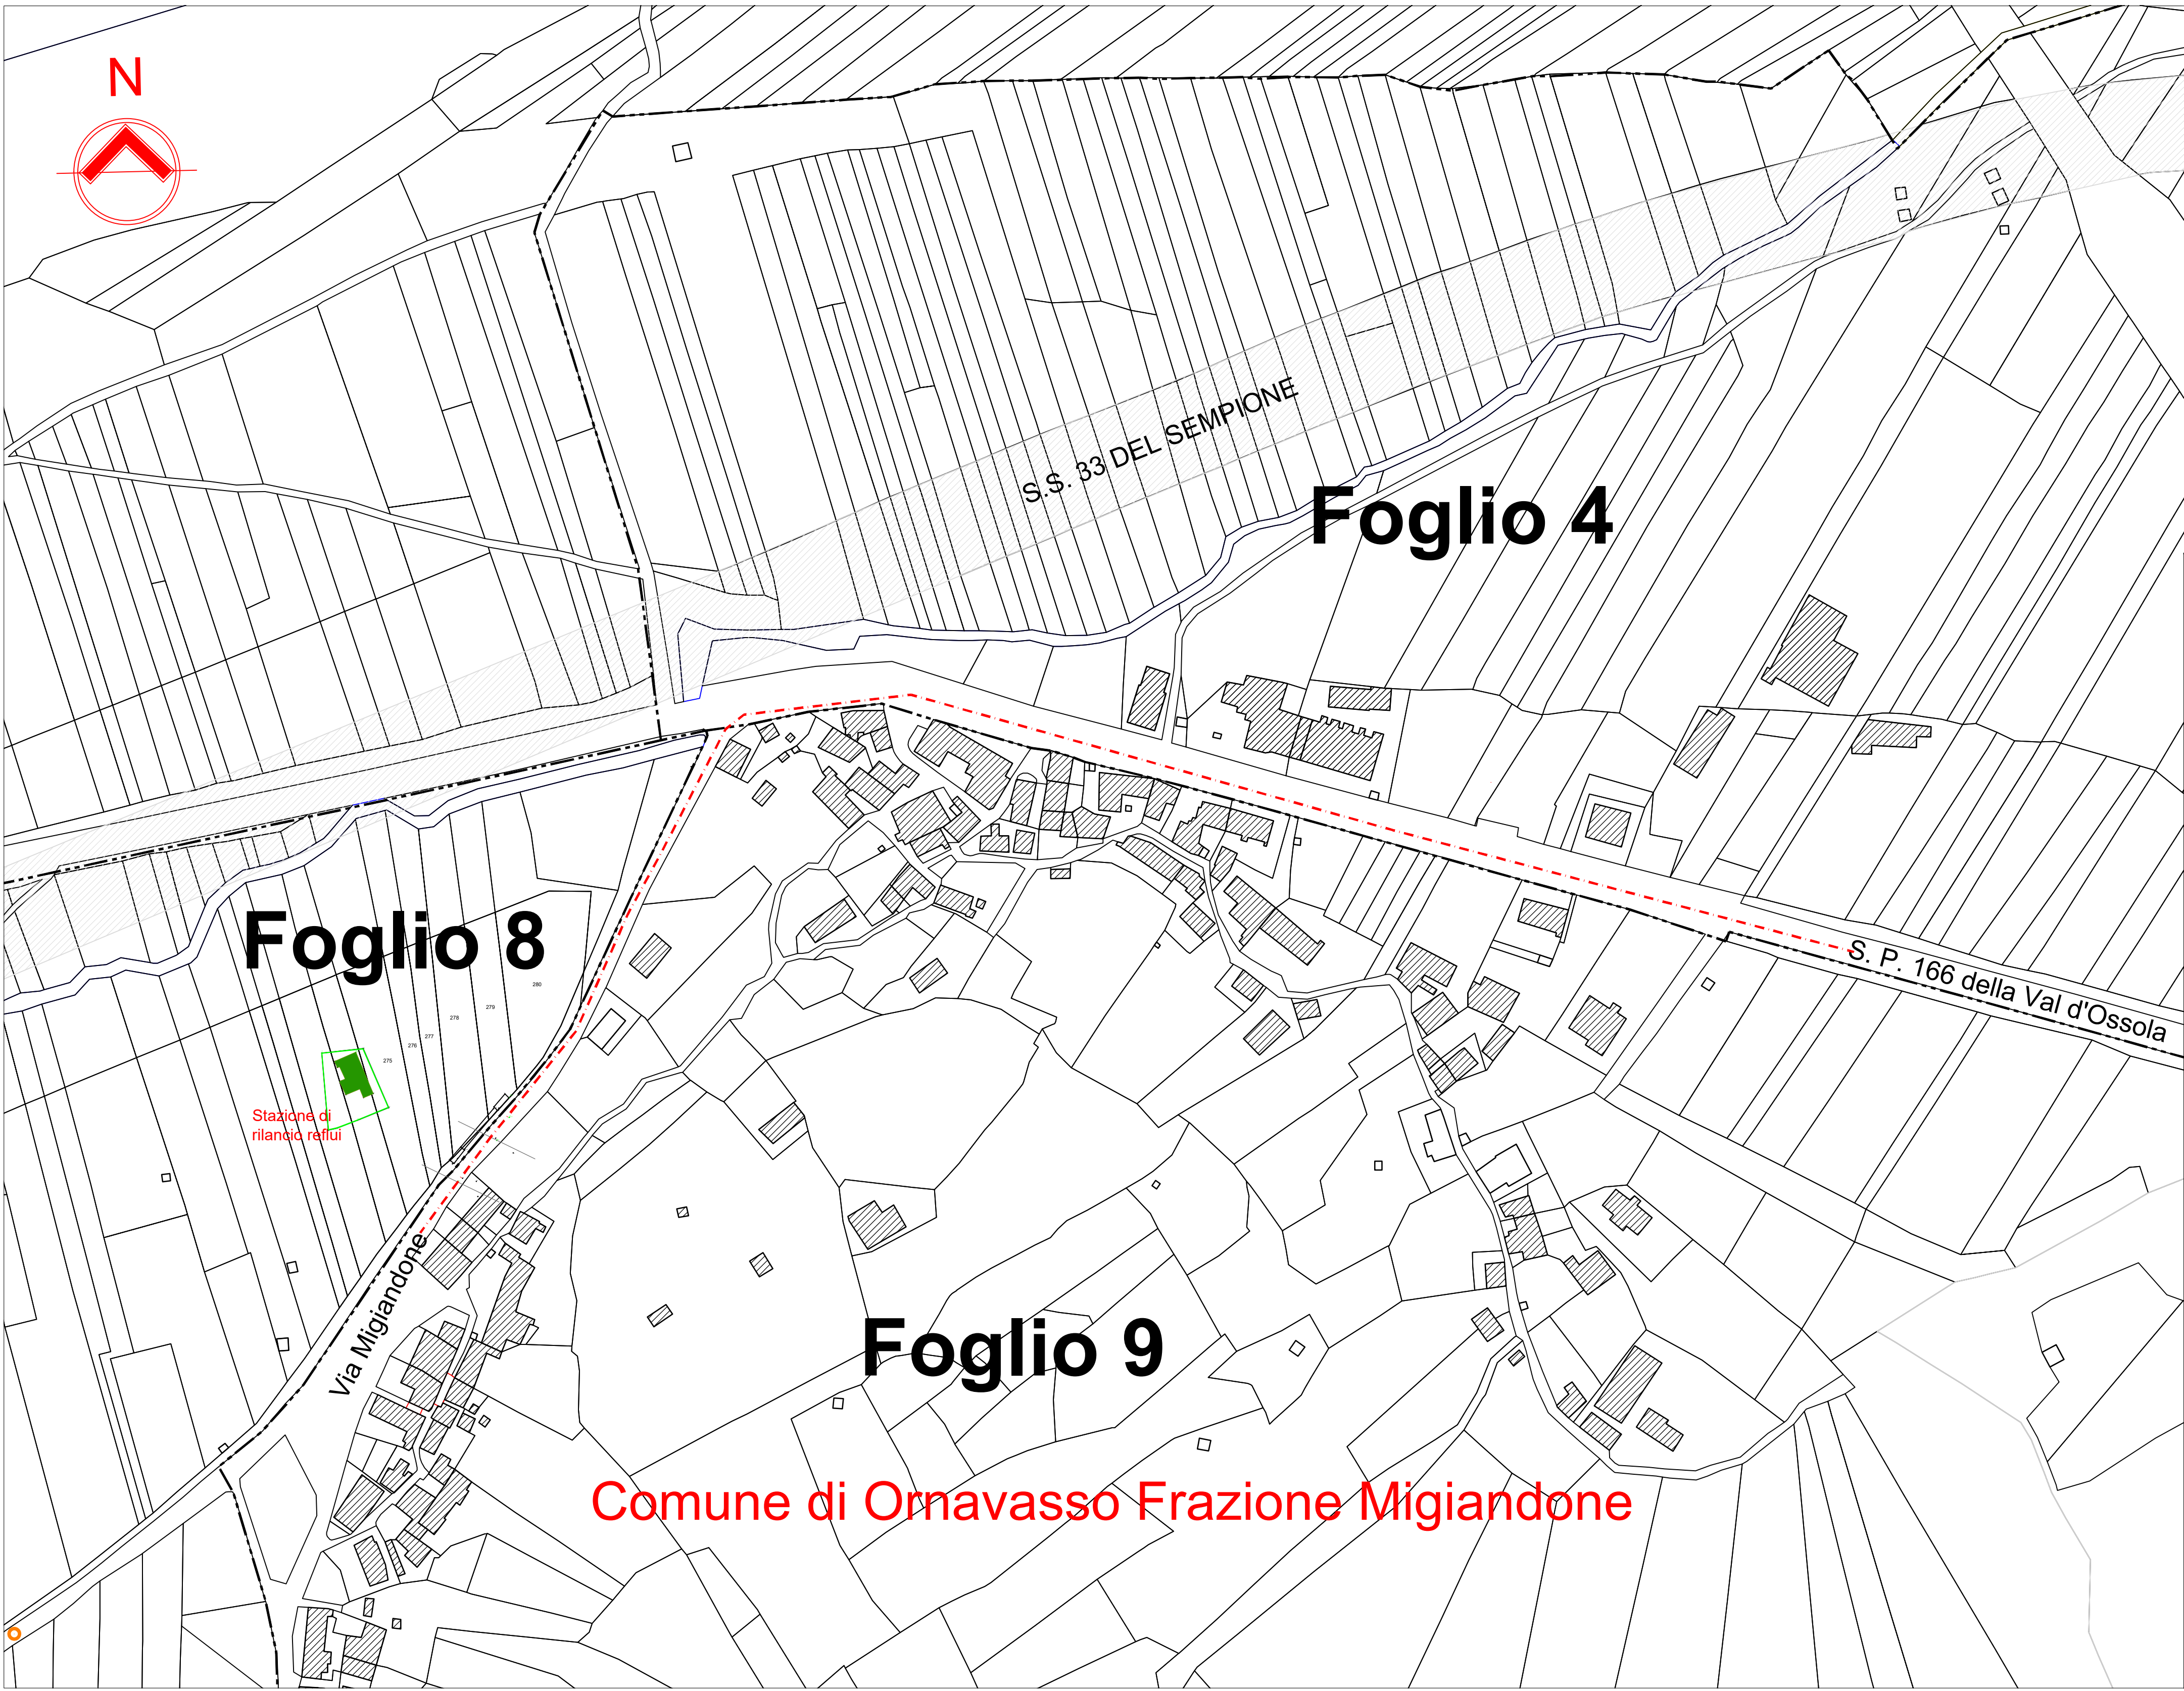 N
S.S. 33 DEL SEMPIONE
Foglio 4
Foglio 8
S. P. 166 della Val d'Ossola
280
279
278
277
276
275
Stazione di
rilancio reflui
Via Migiandone
Foglio 9
Comune di Ornavasso Frazione Migiandone